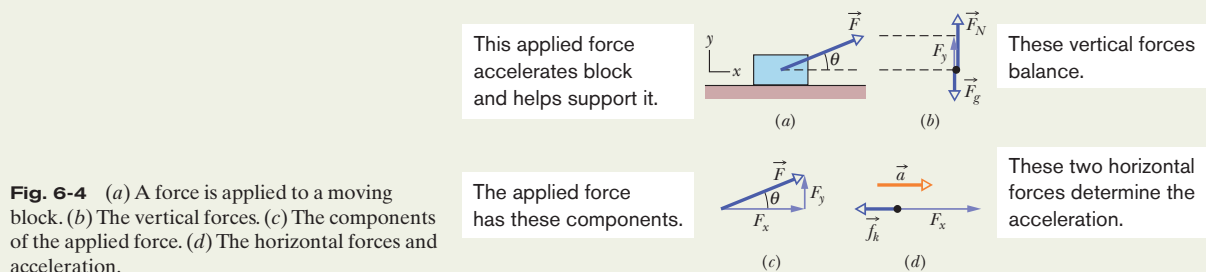 This applied force
accelerates block
and helps support it.
y
x
F
θ
(a)
F_N
F_y
F_g
(b)
These vertical forces
balance.
Fig. 6-4 (a) A force is applied to a moving
block. (b) The vertical forces. (c) The components
of the applied force. (d) The horizontal forces and
acceleration.
The applied force
has these components.
F
θ
F_y
F_x
(c)
a
f_k
F_x
(d)
These two horizontal
forces determine the
acceleration.